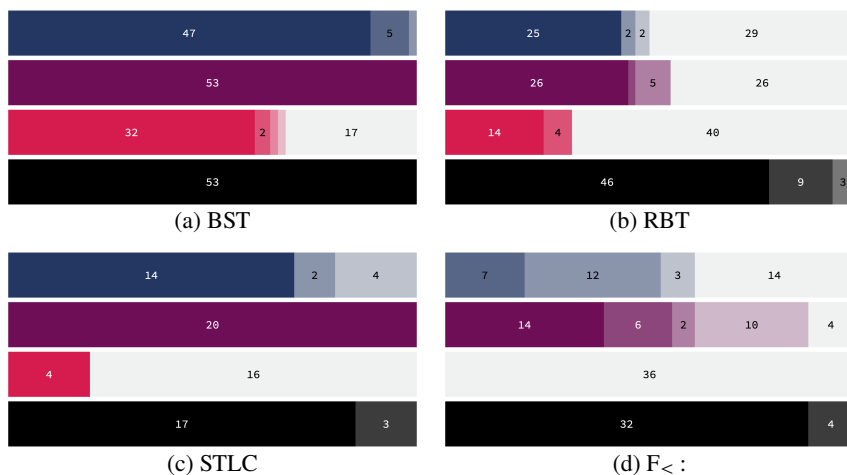 47 5
53
32 2 17
53
(a) BST
25 2 2 29
26 5 26
14 4 40
46 9 3
(b) RBT
14 2 4
20
4 16
17 3
(c) STLC
7 12 3 14
14 6 2 10 4
36
32 4
(d) F< :